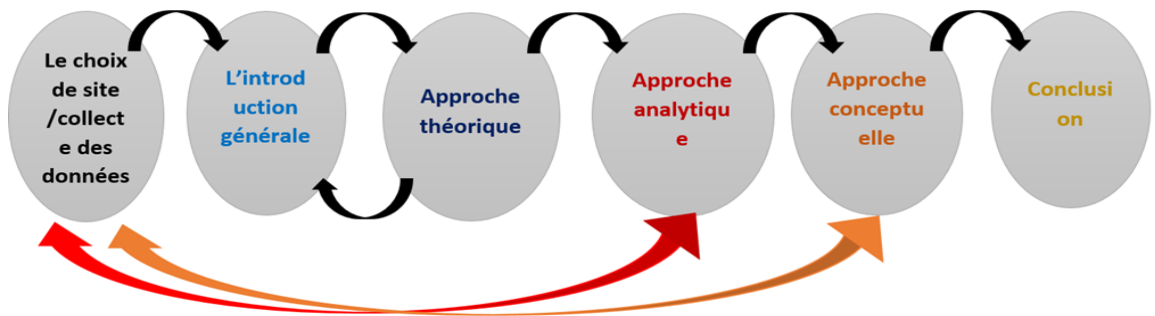 Le choix
de site
/collect
e des
données
L’introd
uction
générale
Approche
théorique
Approche
analytiqu
e
Approche
conceptu
elle
Conclusi
on